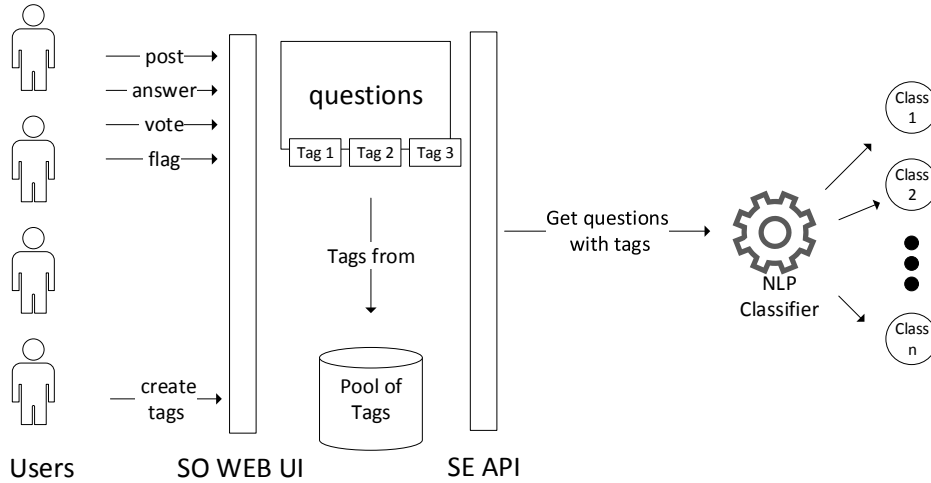 post
answer
vote
flag
create
tags
Users
SO WEB UI
questions
Tag 1 Tag 2 Tag 3
Tags from
Pool of
Tags
SE API
Get questions
with tags
NLP
Classifier
Class
1
Class
2
Class
n